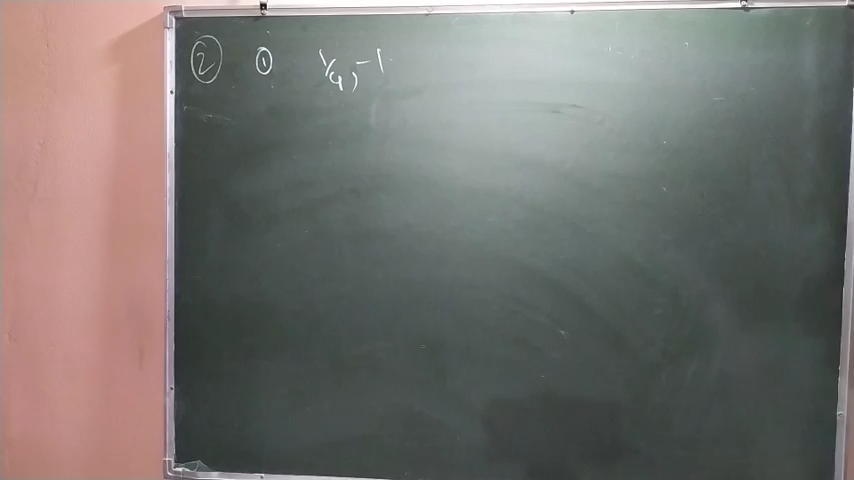 ② ① 1/4, -1